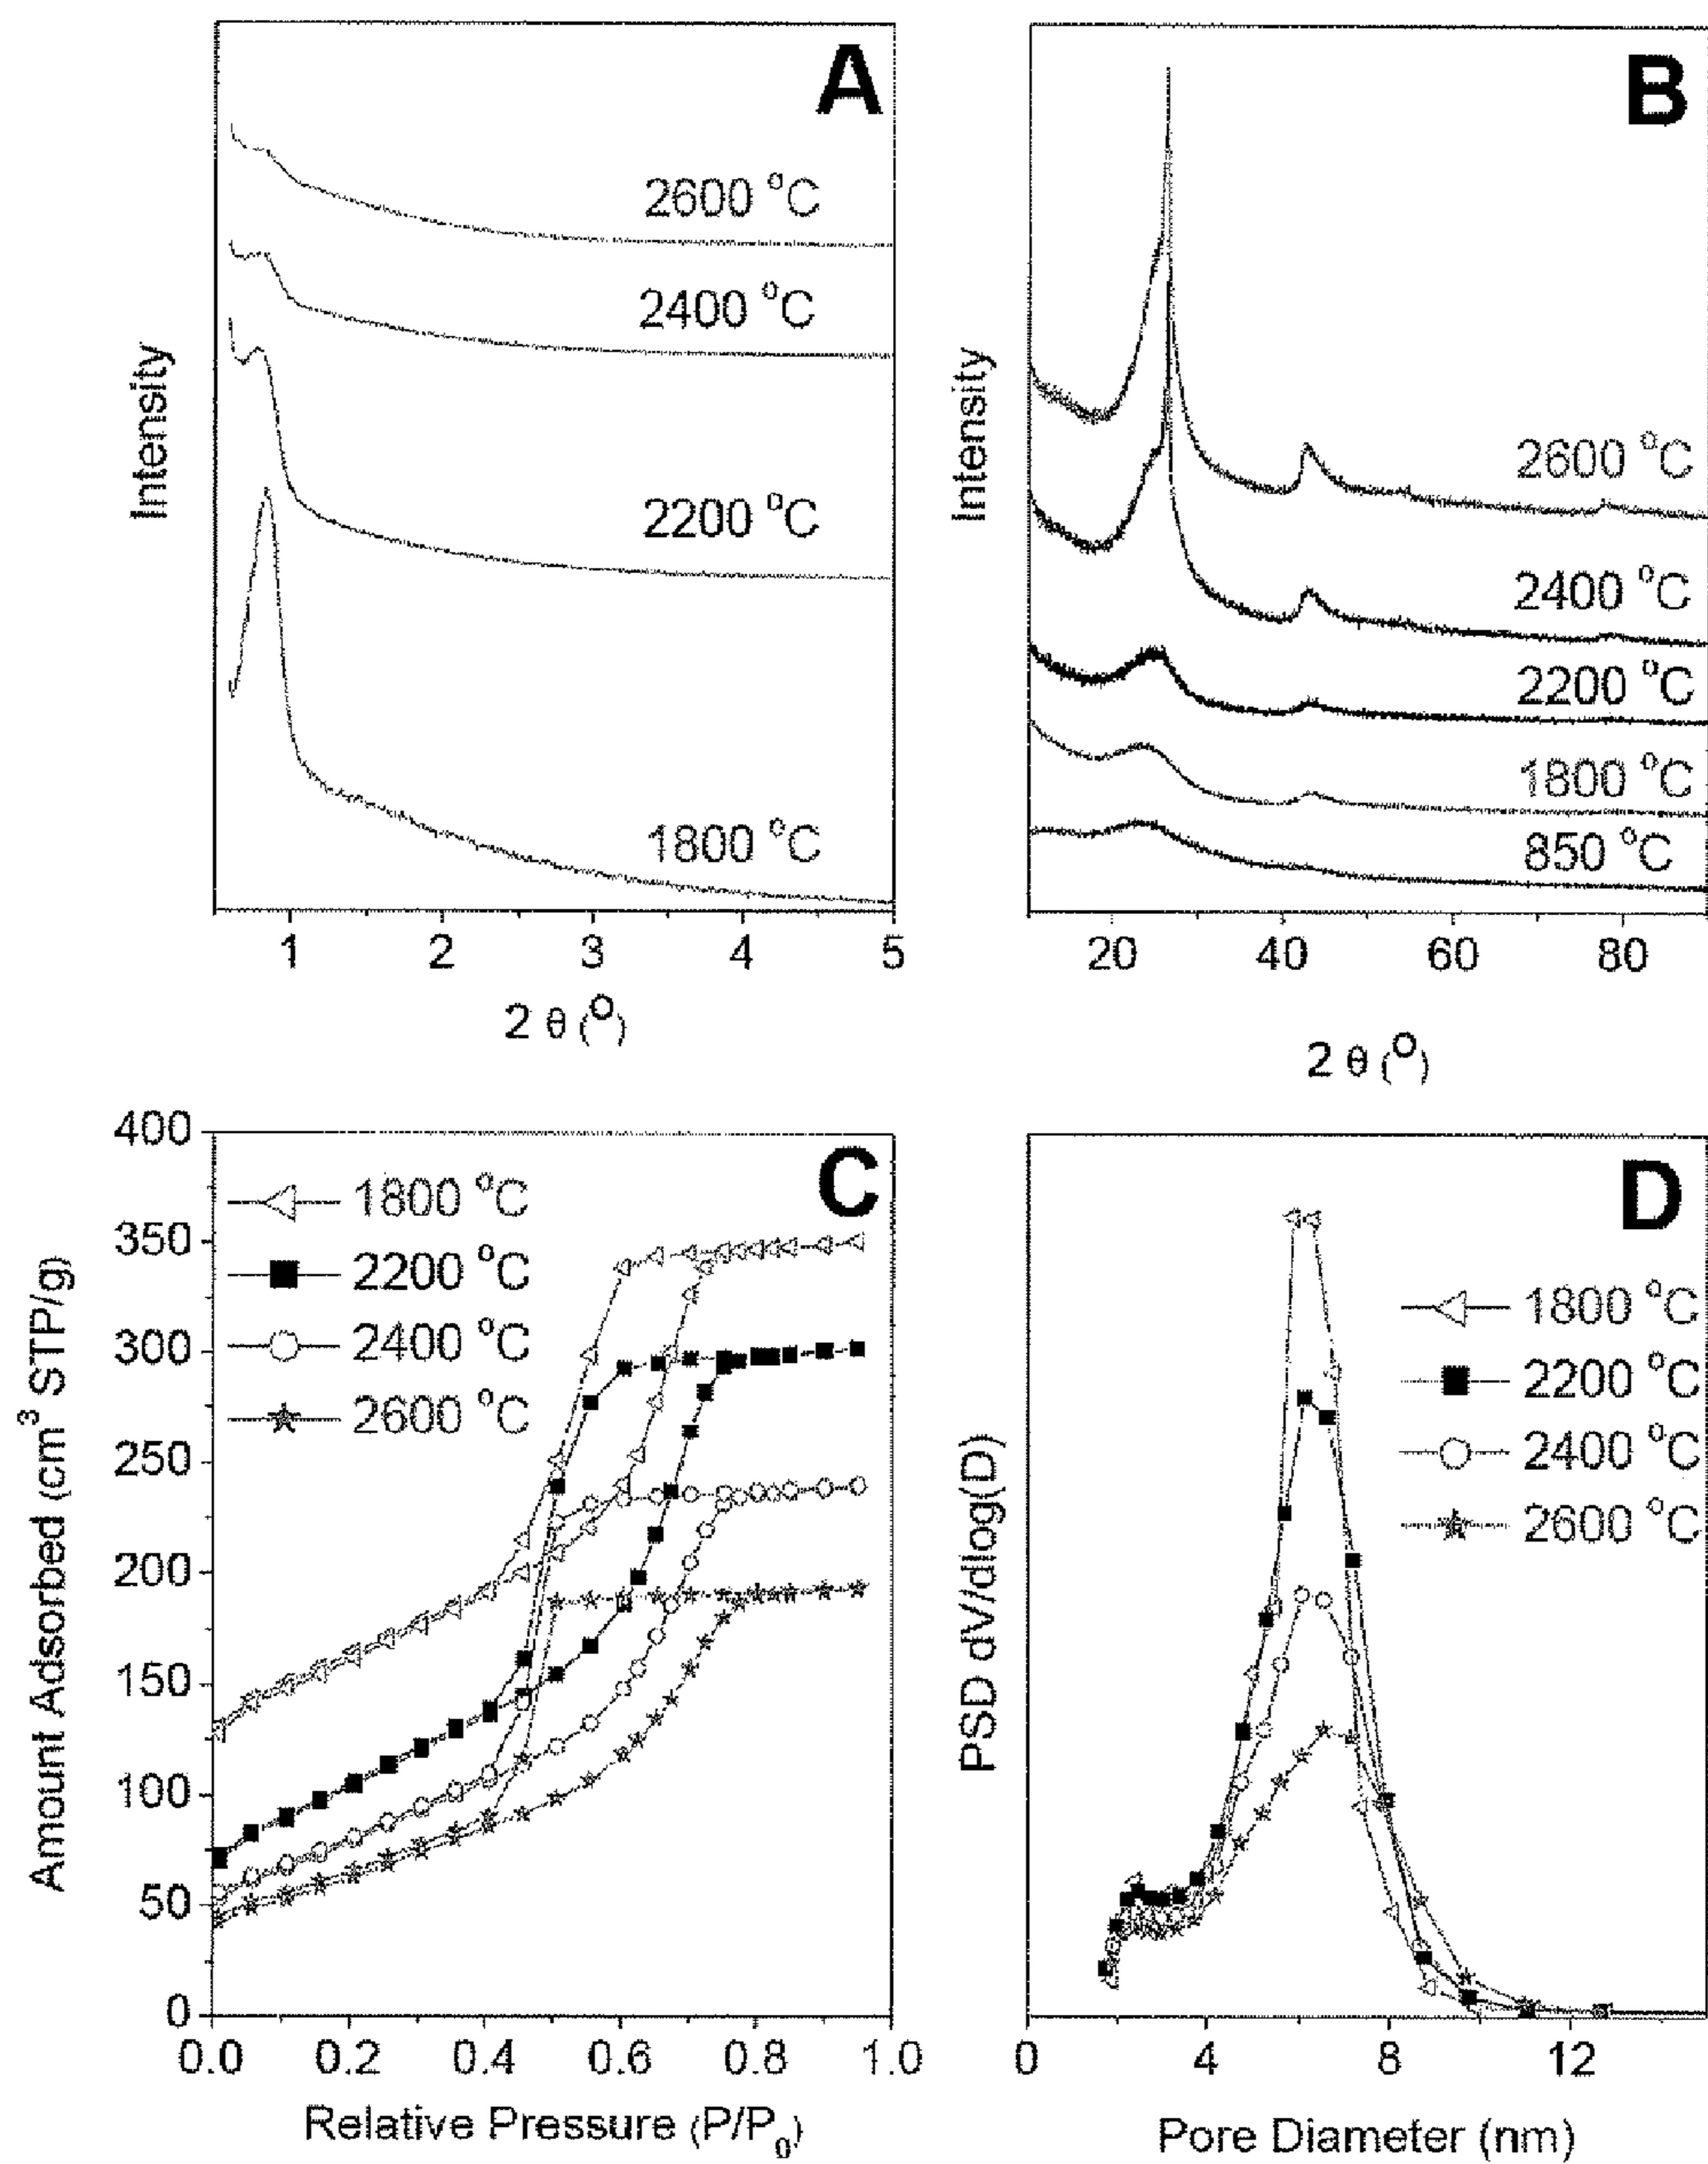 A
2600 °C
2400 °C
2200 °C
1800 °C
Intensity
1 2 3 4 5
2 θ (°)
B
2600 °C
2400 °C
2200 °C
1800 °C
850 °C
Intensity
20 40 60 80
2 θ (°)
C
1800 °C
2200 °C
2400 °C
2600 °C
Amount Adsorbed (cm³ STP/g)
400
350
300
250
200
150
100
50
0
0.0 0.2 0.4 0.6 0.8 1.0
Relative Pressure (P/P₀)
D
1800 °C
2200 °C
2400 °C
2600 °C
PSD dV/dlog(D)
0 4 8 12
Pore Diameter (nm)